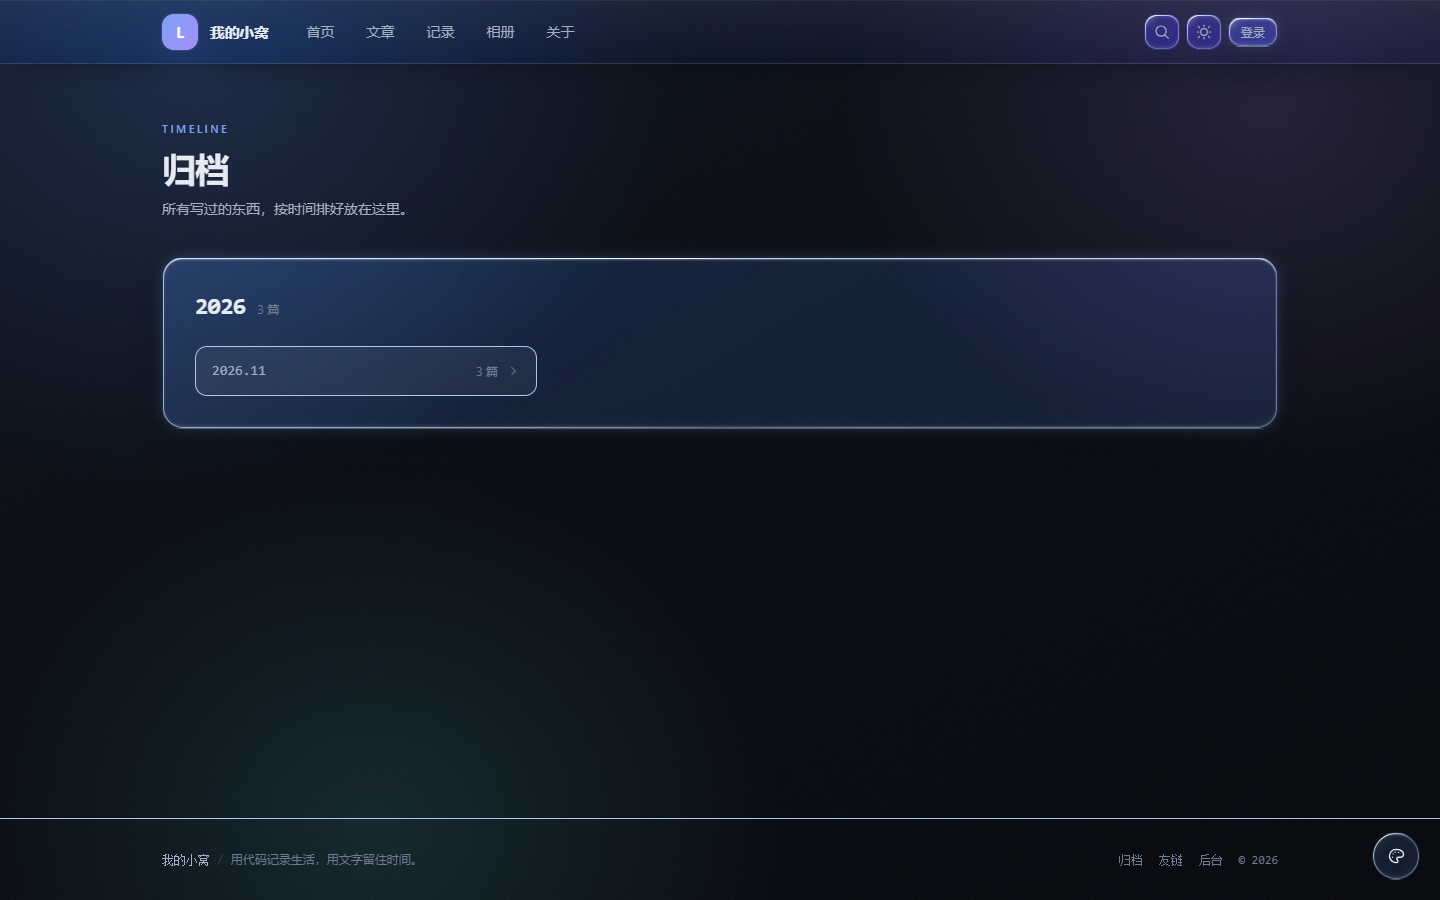 L 我的小窝 首页 文章 记录 相册 关于 登录
TIMELINE
归档
所有写过的东西，按时间排好放在这里。
2026 3 篇
2026.11 3 篇
我的小窝 / 用代码记录生活，用文字留住时间。 归档 友链 后台 © 2026